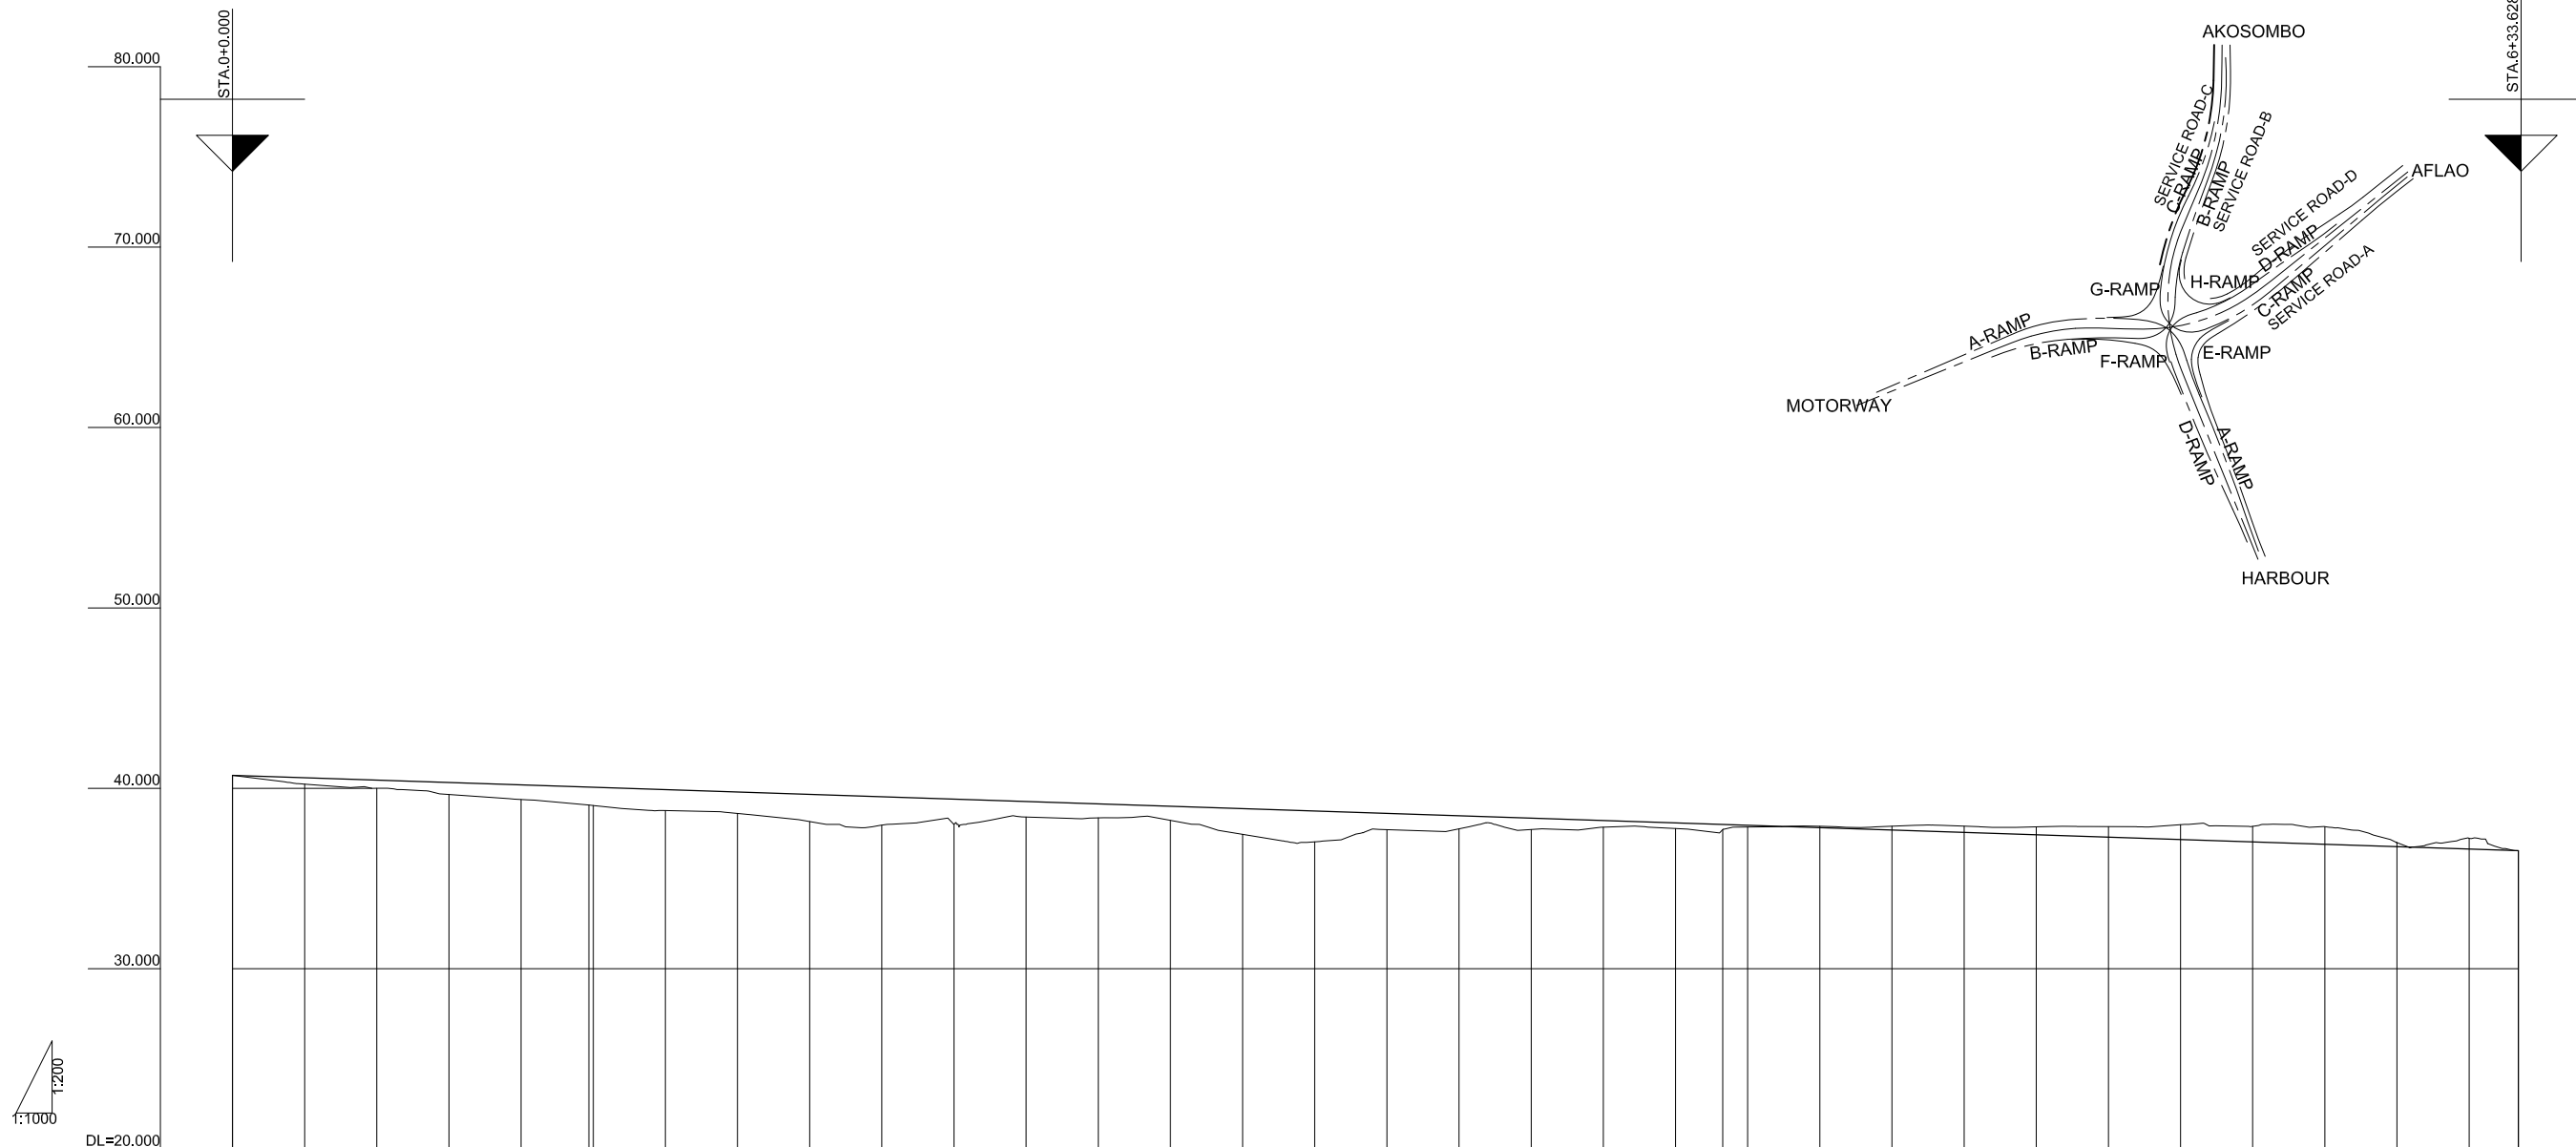 STA.0+0.000
STA.6+33.628
80.000
70.000
60.000
50.000
40.000
30.000
DL=20.000
1:200
1:1000
AKOSOMBO
SERVICE ROAD-C
C-RAMP
B-RAMP
SERVICE ROAD-B
AFLAO
SERVICE ROAD-D
D-RAMP
C-RAMP
SERVICE ROAD-A
G-RAMP
H-RAMP
A-RAMP
B-RAMP
F-RAMP
E-RAMP
MOTORWAY
D-RAMP
A-RAMP
HARBOUR